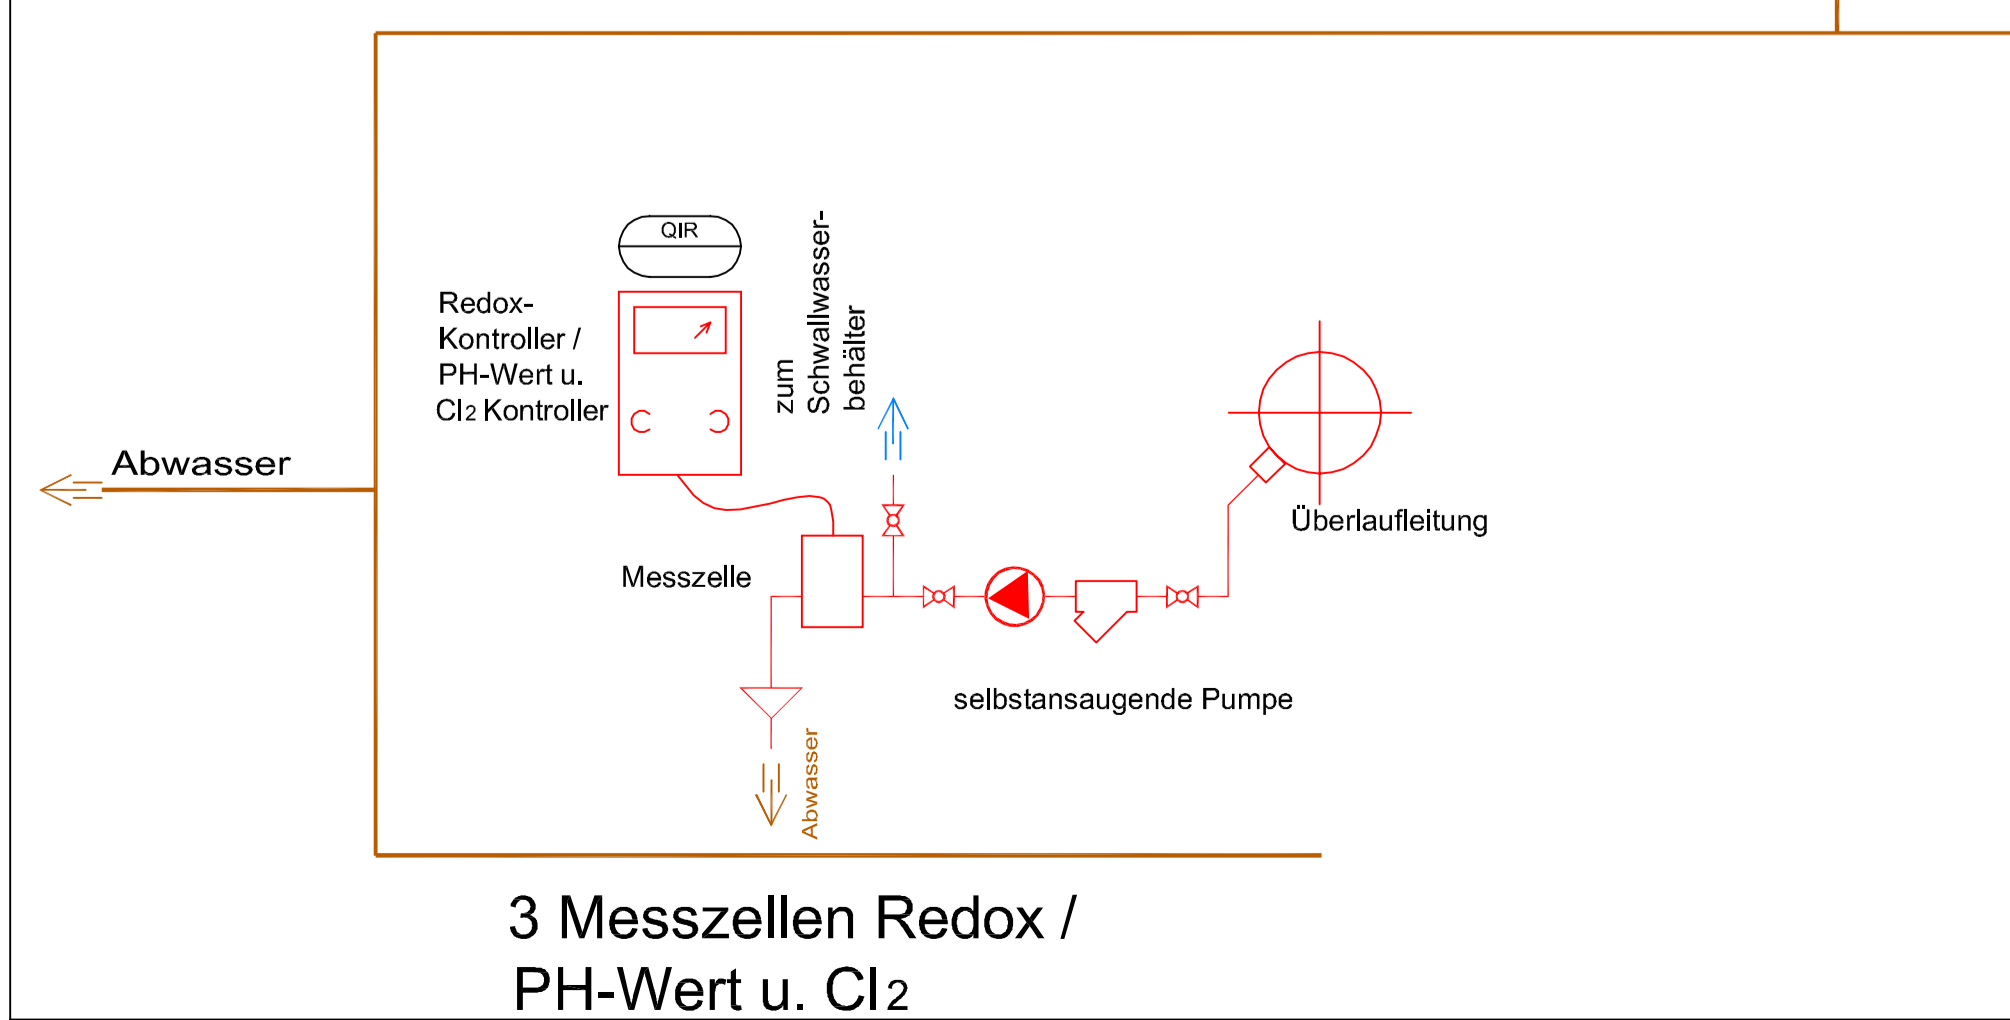 QIR
Redox-
Kontroller /
PH-Wert u.
Cl2 Kontroller
zum
Schwallwasser-
behälter
Abwasser
Überlaufleitung
Messzelle
selbstansaugende Pumpe
Abwasser
3 Messzellen Redox /
PH-Wert u. Cl2